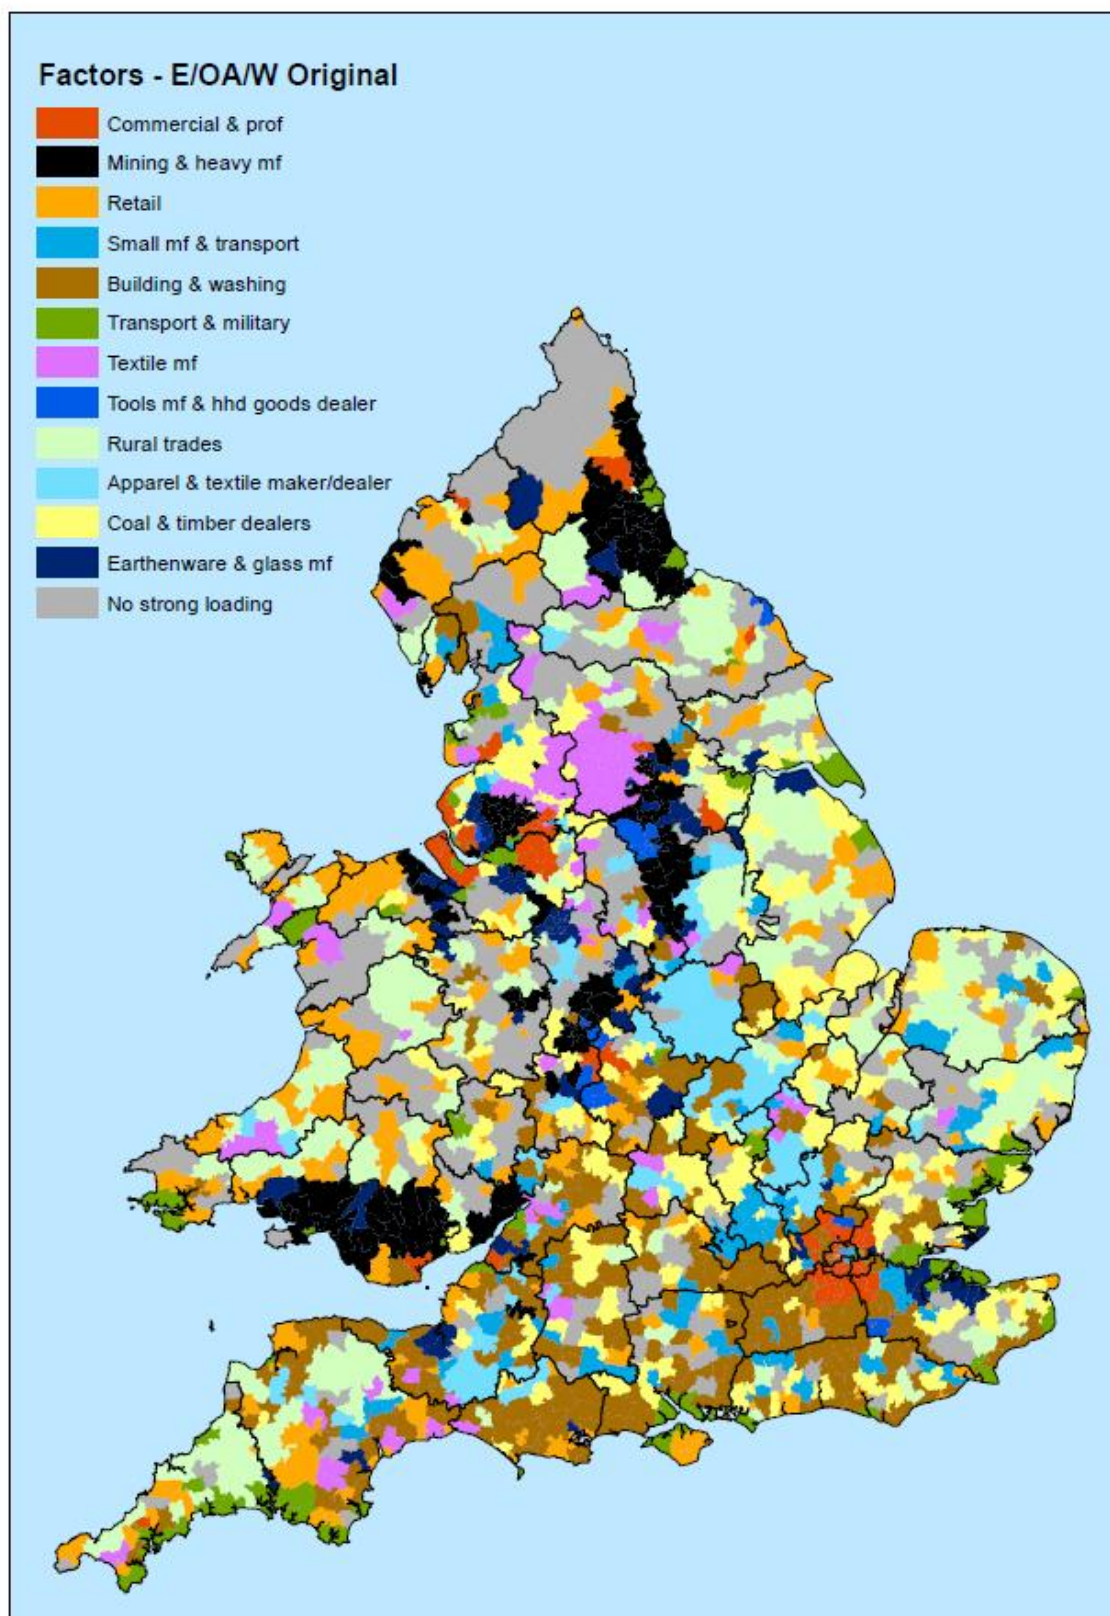 Factors - E/OA/W Original
Commercial & prof
Mining & heavy mf
Retail
Small mf & transport
Building & washing
Transport & military
Textile mf
Tools mf & hhd goods dealer
Rural trades
Apparel & textile maker/dealer
Coal & timber dealers
Earthenware & glass mf
No strong loading